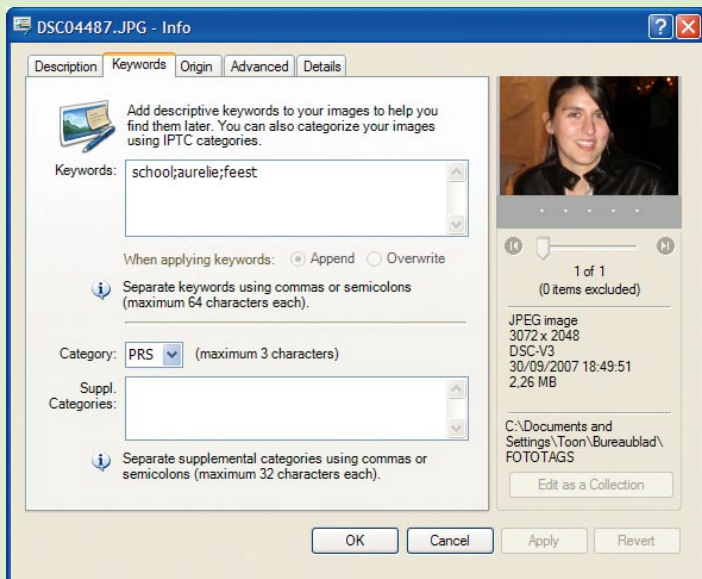 DSC04487.JPG - Info
Description Keywords Origin Advanced Details
Add descriptive keywords to your images to help you
find them later. You can also categorize your images
using IPTC categories.
Keywords: school;aurelie;feest
When applying keywords: Append Overwrite
Separate keywords using commas or semicolons
(maximum 64 characters each).
Category: PRS (maximum 3 characters)
Suppl.
Categories:
Separate supplemental categories using commas or
semicolons (maximum 32 characters each).
1 of 1
(0 items excluded)
JPEG image
3072 x 2048
DSC-V3
30/09/2007 18:49:51
2,26 MB
C:\Documents and
Settings\Toon\Bureaublad\
FOTOTAGS
Edit as a Collection
OK Cancel Apply Revert